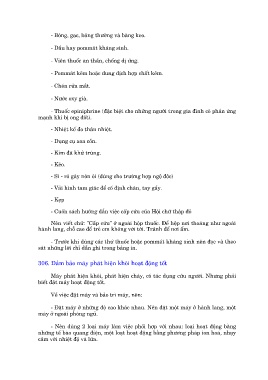 - Bông, gạc, băng thường và băng keo.
- Dầu hay pommát kháng sinh.
- Viên thuốc an thần, chống dị ứng.
- Pommát kẽm hoặc dung dịch hợp chất kẽm.
- Chén rửa mắt.
- Nước oxy già.
- Thuốc epiniphrine (đặc biệt cho những người trong gia đình có phản ứng
mạnh khi bị ong đốt).
- Nhiệt kế đo thân nhiệt.
- Dụng cụ soa cồn.
- Kim đã khử trùng.
- Kéo.
- Si - rô gây nôn ói (dùng cho trường hợp ngộ độc)
- Vải hình tam giác để cố định chân, tay gãy.
- Kẹp
- Cuốn sách hướng dẫn việc cấp cứu của Hội chữ thập đỏ
Nên viết chữ: "Cấp cứu" ở ngoài hộp thuốc. Để hộp nơi thoáng như ngoài
hành lang, chỗ cao để trẻ em không với tới. Tránh để nơi ẩm.
- Trước khi dùng các thứ thuốc hoặc pommát kháng sinh nên đọc và theo
sát những lời chỉ dẫn ghi trong bảng in.
306. Đảm bảo máy phát hiện khói hoạt động tốt
Máy phát hiện khói, phát hiện cháy, có tác dụng cứu người. Nhưng phải
biết đặt máy hoạt động tốt.
Về việc đặt máy và bảo trì máy, nên:
- Đặt máy ở những độ cao khác nhau. Nên đặt một máy ở hành lang, một
máy ở ngoài phòng ngủ.
- Nên dùng 2 loại máy làm việc phối hợp với nhau: loại hoạt động bằng
những tế bào quang điện, một loại hoạt động bằng phương pháp ion hoá, nhạy
cảm với nhiệt độ và lửa.